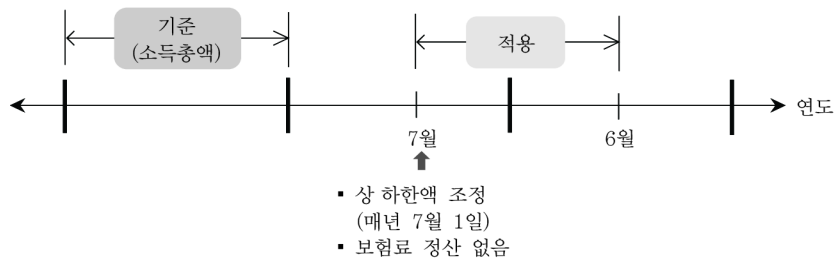 기준
(소득총액)
적용
연도
7월
6월
▪ 상 하한액 조정
(매년 7월 1일)
▪ 보험료 정산 없음